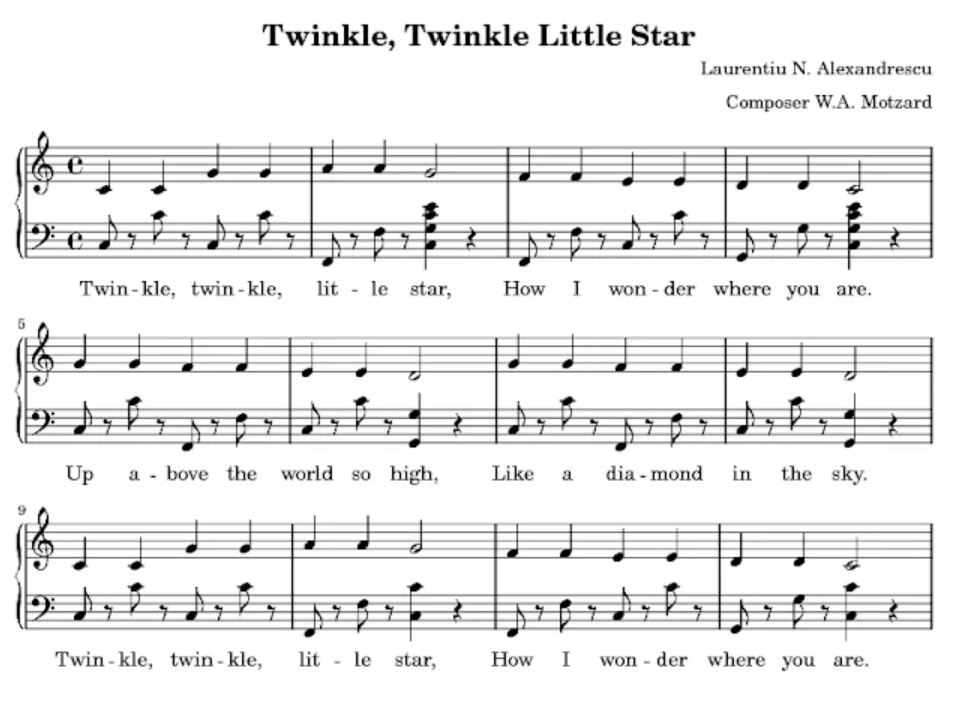 Twinkle, Twinkle Little Star
Laurentiu N. Alexandrescu
Composer W.A. Motzard
Twin - kle, twin - kle, lit - le star, How I won - der where you are.
5
Up a - bove the world so high, Like a dia - mond in the sky.
9
Twin - kle, twin - kle, lit - le star, How I won - der where you are.